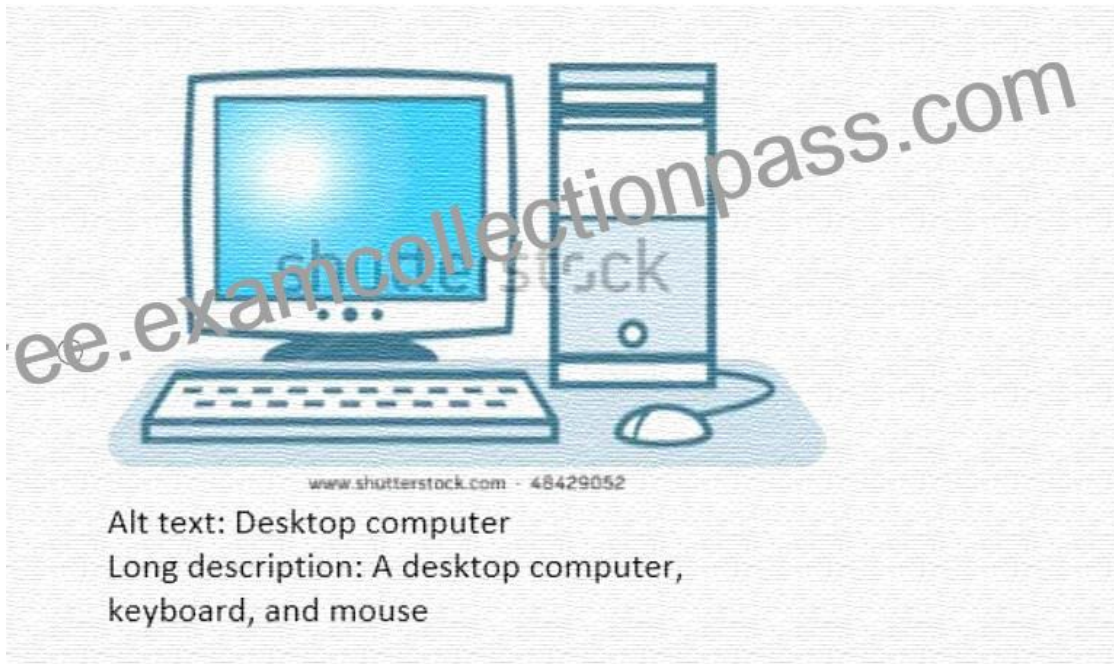 ee.examcollectionpass.com
shutterstock
www.shutterstock.com - 48429052
Alt text: Desktop computer
Long description: A desktop computer,
keyboard, and mouse